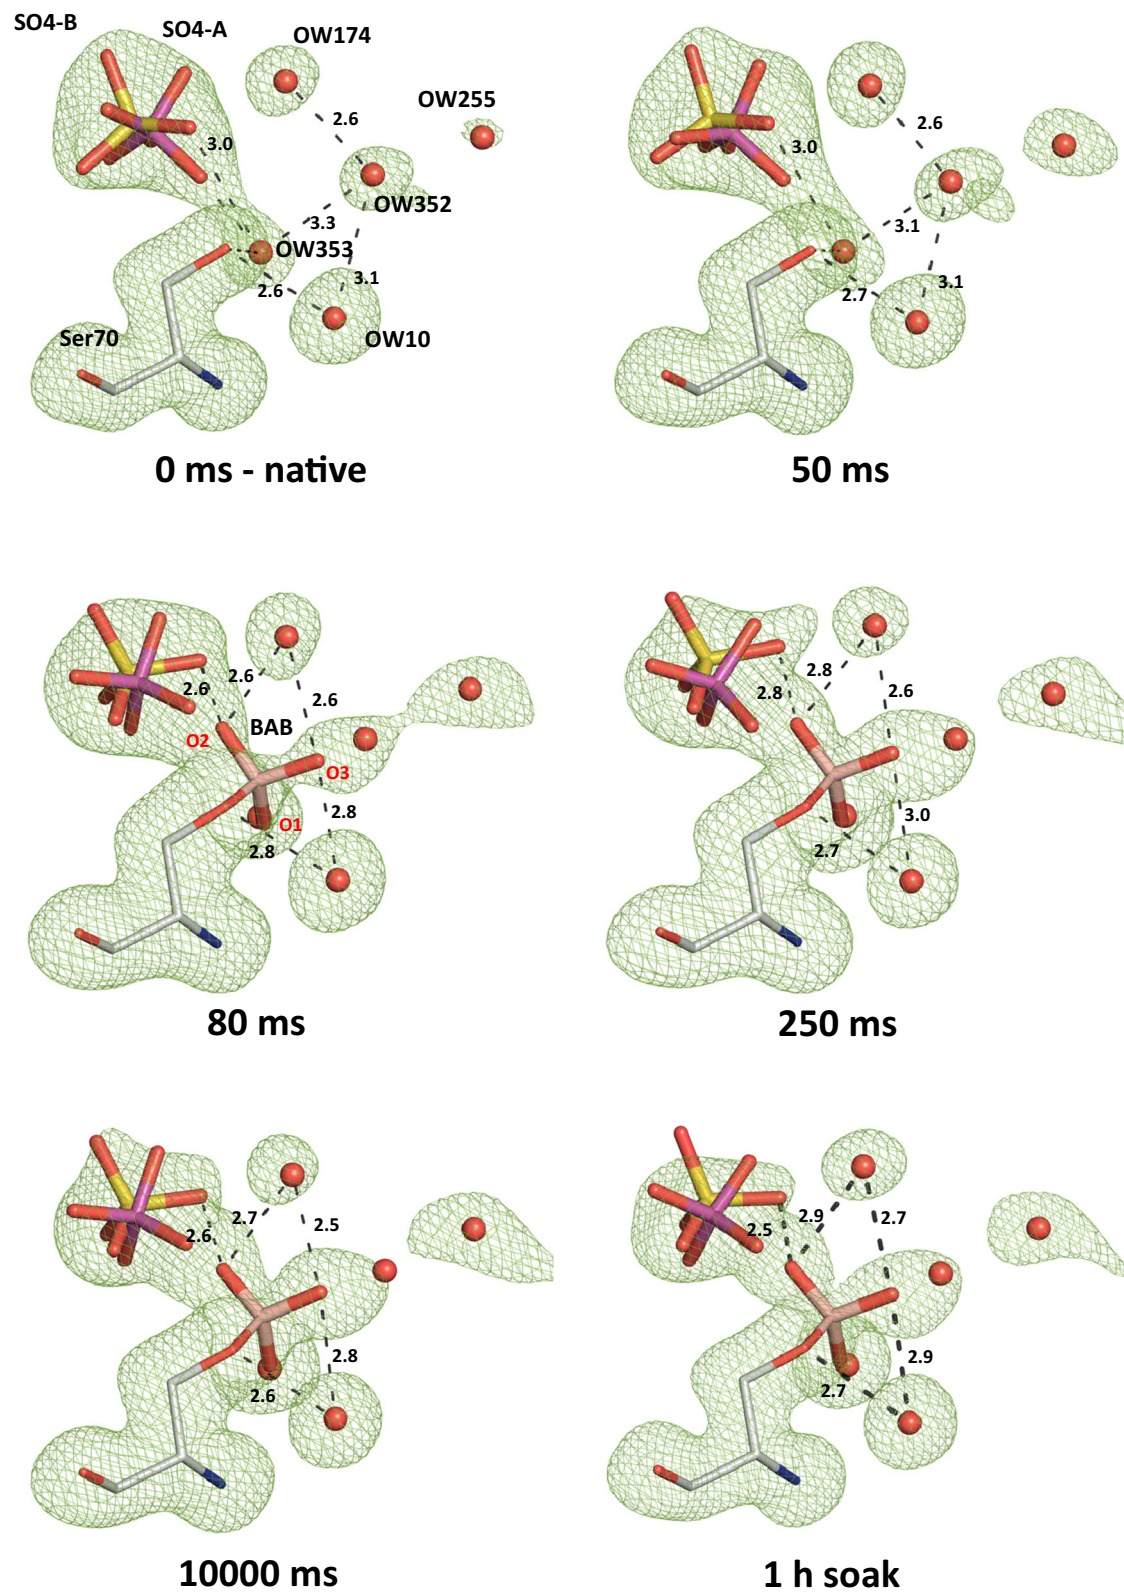 SO4-B
SO4-A
OW174
OW255
2.6
3.0
OW352
3.3
OW353
3.1
2.6
OW10
Ser70
0 ms - native
2.6
3.0
3.1
2.7
3.1
50 ms
2.6
2.6
2.6
BAB
O2
O3
2.8
O1
2.8
80 ms
2.8
2.8
2.6
3.0
2.7
250 ms
2.7
2.5
2.6
2.8
2.6
10000 ms
2.9
2.7
2.5
2.9
2.7
1 h soak